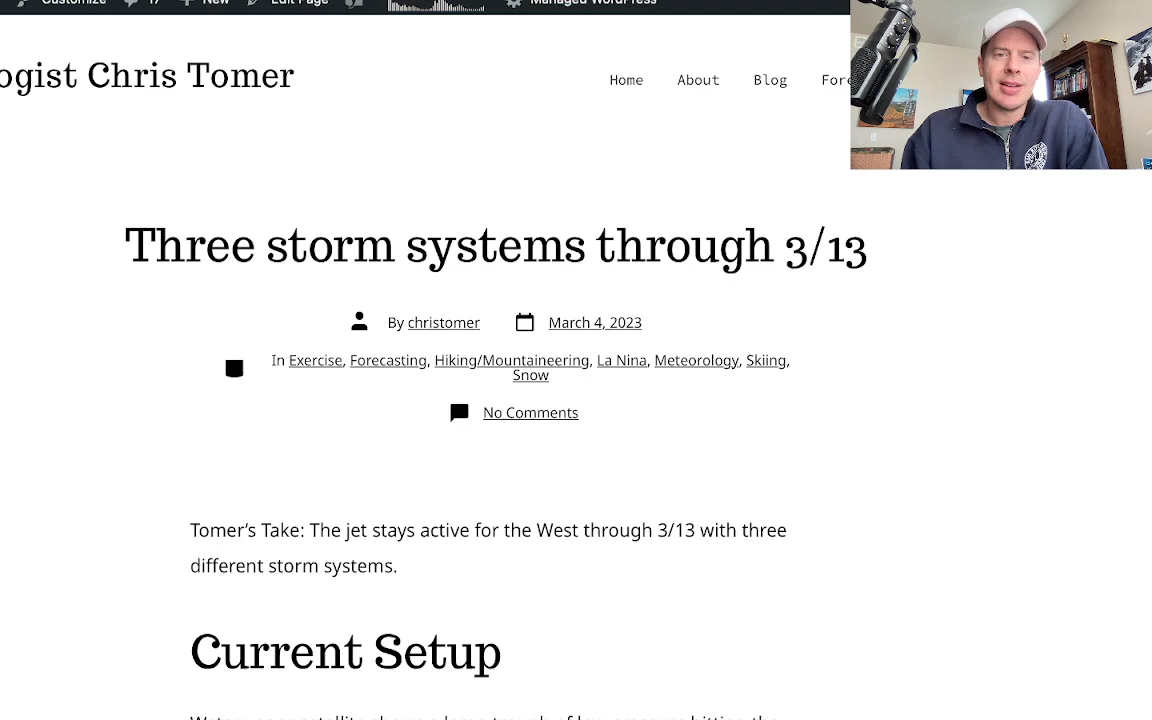 Customize 17 New Edit Page Managed WordPress
ogist Chris Tomer
Home About Blog Fore
Three storm systems through 3/13
By christomer March 4, 2023
In Exercise, Forecasting, Hiking/Mountaineering, La Nina, Meteorology, Skiing,
Snow
No Comments
Tomer’s Take: The jet stays active for the West through 3/13 with three
different storm systems.
Current Setup